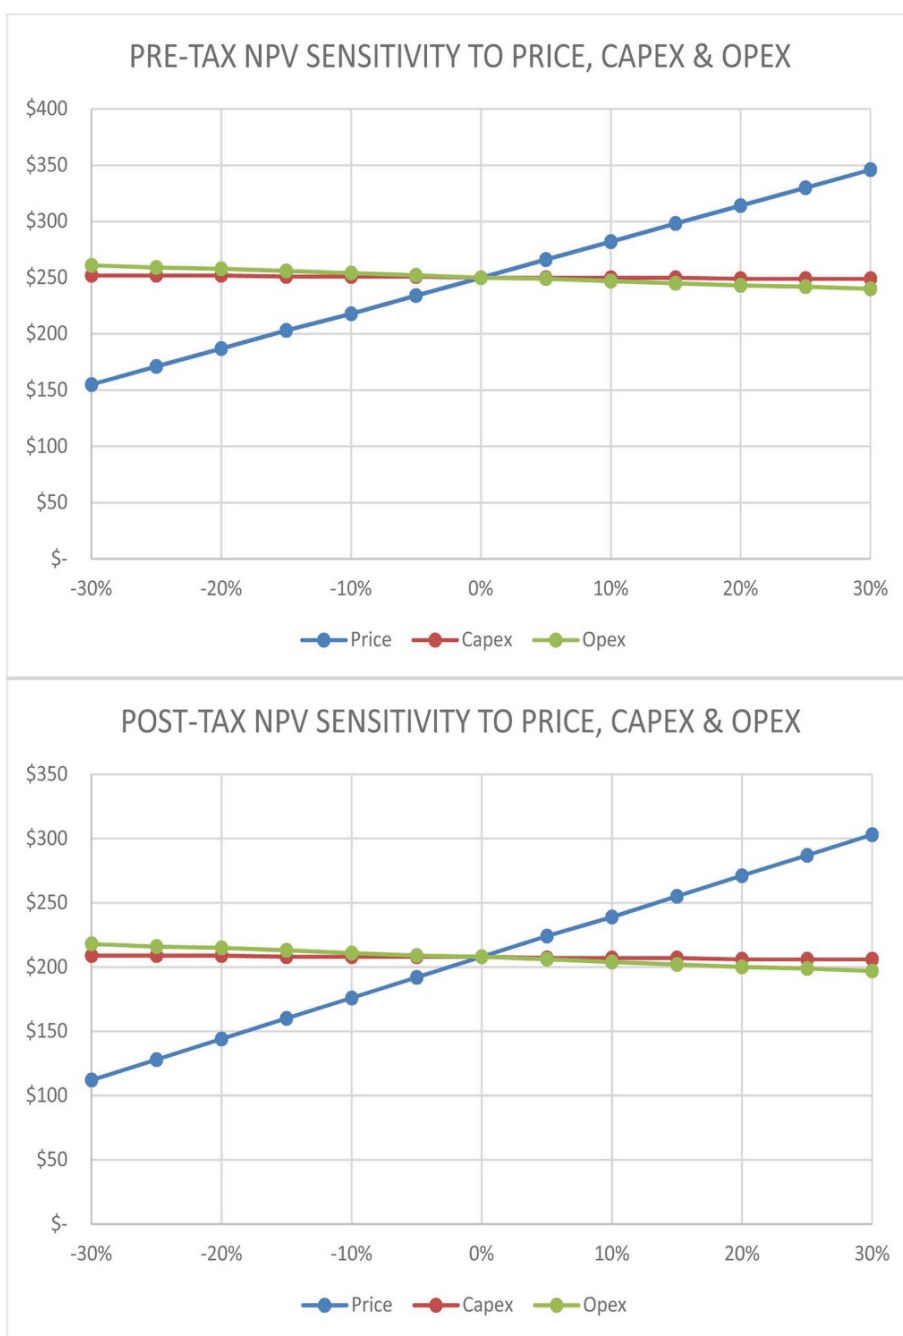 PRE-TAX NPV SENSITIVITY TO PRICE, CAPEX & OPEX
$400
$350
$300
$250
$200
$150
$100
$50
$-
-30% -20% -10% 0% 10% 20% 30%
Price Capex Opex
POST-TAX NPV SENSITIVITY TO PRICE, CAPEX & OPEX
$350
$300
$250
$200
$150
$100
$50
$-
-30% -20% -10% 0% 10% 20% 30%
Price Capex Opex